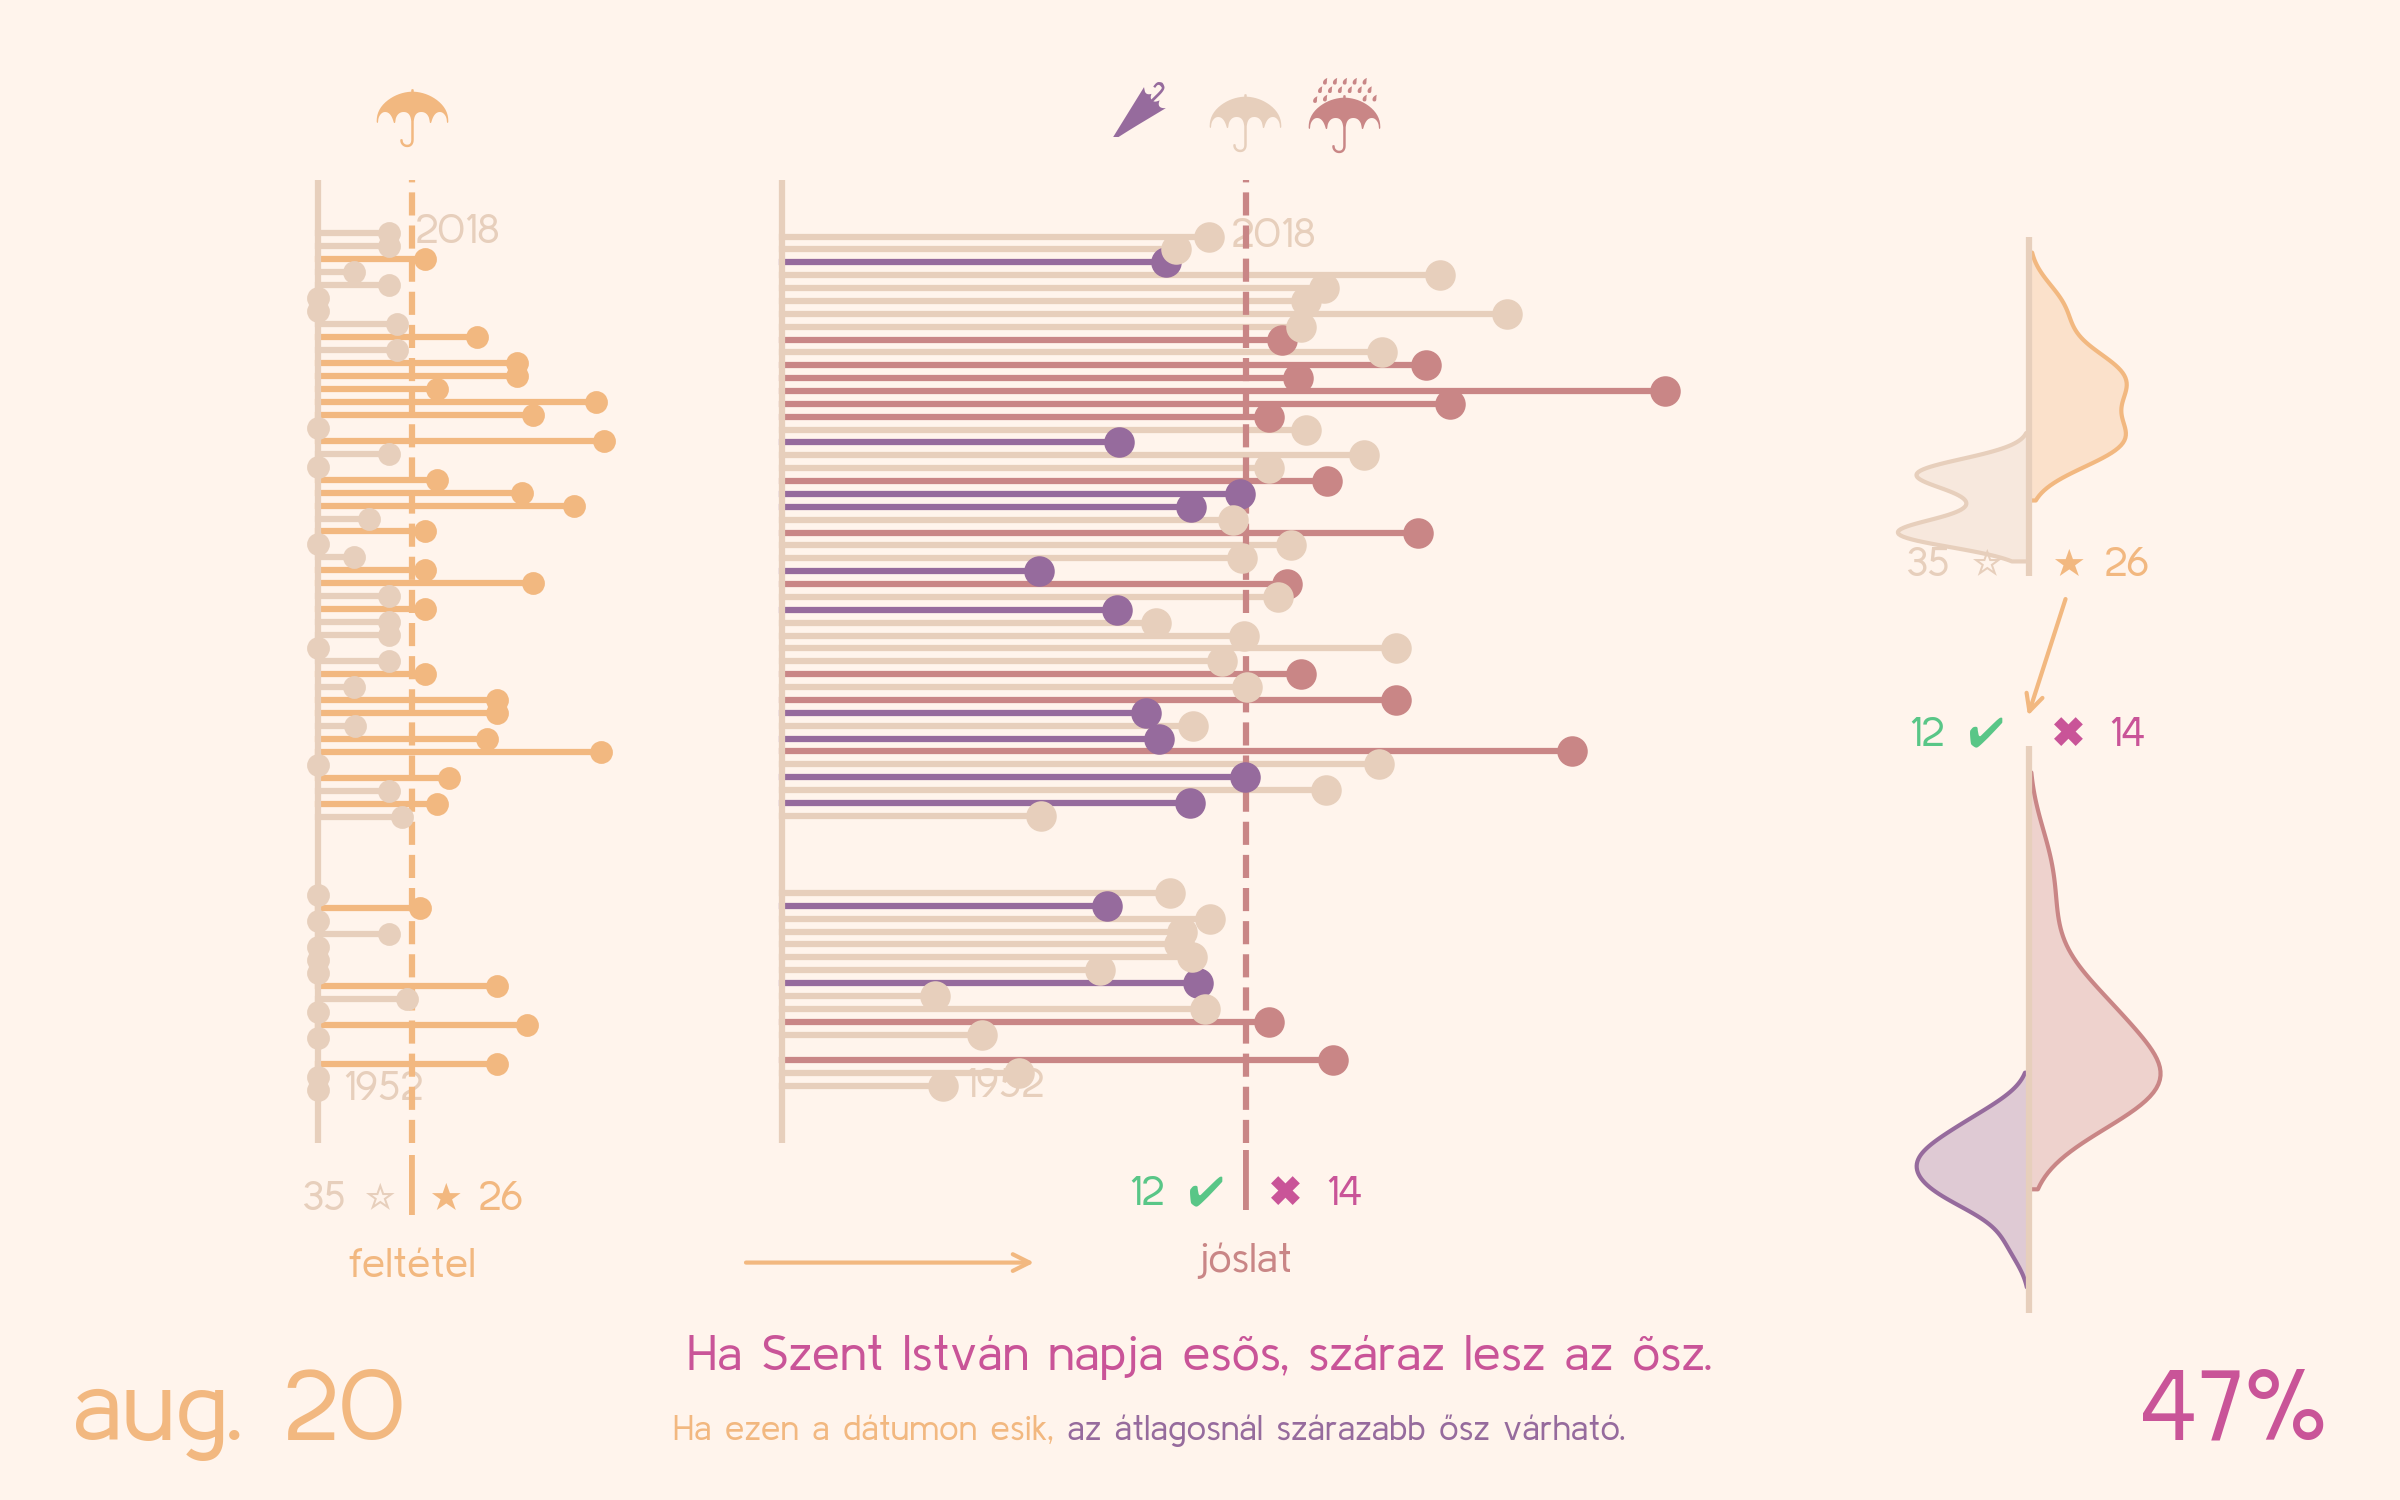 2018
2018
1952
1952
35 ☆ ★ 26
12 ✔ ✖ 14
35 ☆ ★ 26
12 ✔ ✖ 14
feltétel
jóslat
Ha Szent István napja esõs, száraz lesz az õsz.
aug. 20
Ha ezen a dátumon esik, az átlagosnál szárazabb ősz várható.
47%